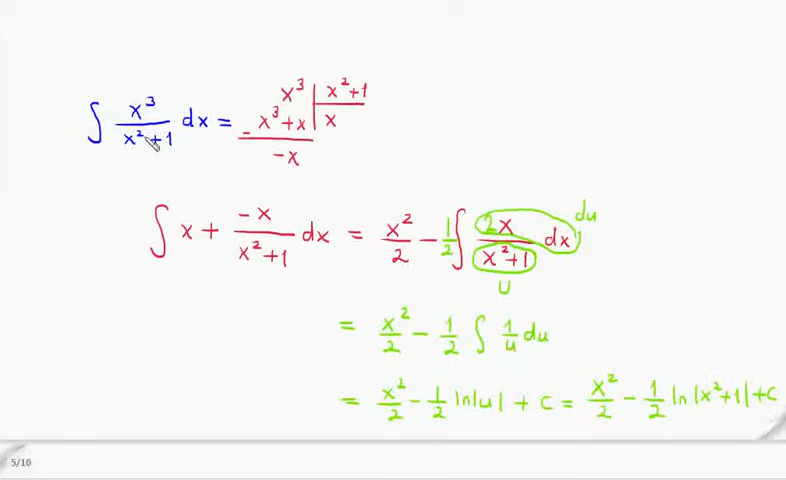 ∫ x³/(x²+1) dx =
x³ | x²+1
- x³+x | x
-x
∫ x + -x/(x²+1) dx = x²/2 - 1/2 ∫ 2x/(x²+1) dx du
u
= x²/2 - 1/2 ∫ 1/u du
= x²/2 - 1/2 ln|u| + c = x²/2 - 1/2 ln|x²+1| + c
5/10